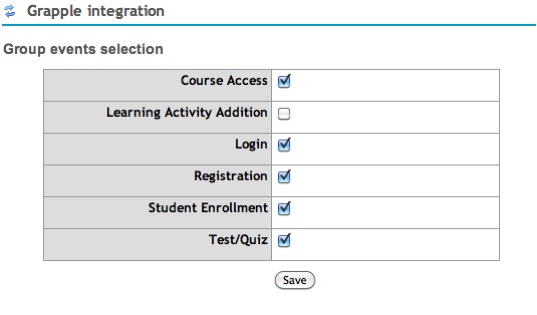 Grapple integration
Group events selection
Course Access
Learning Activity Addition
Login
Registration
Student Enrollment
Test/Quiz
Save